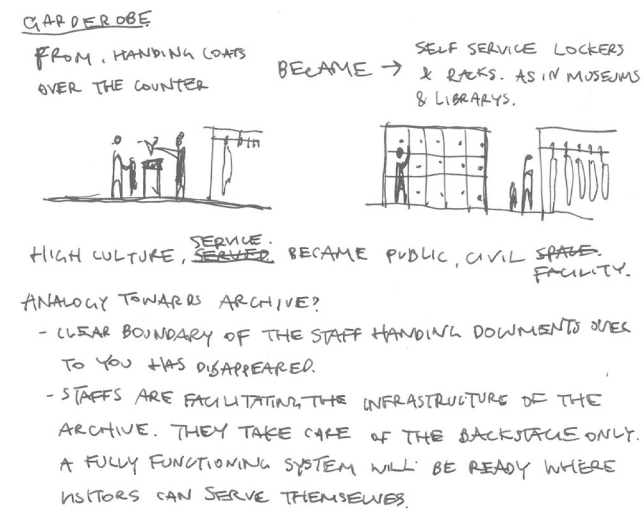 GARDEROBE
FROM, HANDING COATS
OVER THE COUNTER
BECAME →
SELF SERVICE LOCKERS
& RACKS. AS IN MUSEUMS
& LIBRARYS.
SERVICE.
HIGH CULTURE, SERVED BECAME PUBLIC, CIVIL SPACE.
FACILITY.
ANALOGY TOWARDS ARCHIVE?
- CLEAR BOUNDARY OF THE STAFF HANDING DOCUMENTS OVER
TO YOU HAS DISAPPEARED.
- STAFFS ARE FACILITATING THE INFRASTRUCTURE OF THE
ARCHIVE. THEY TAKE CARE OF THE BACKSTAGE ONLY.
A FULLY FUNCTIONING SYSTEM WILL BE READY WHERE
VISITORS CAN SERVE THEMSELVES.